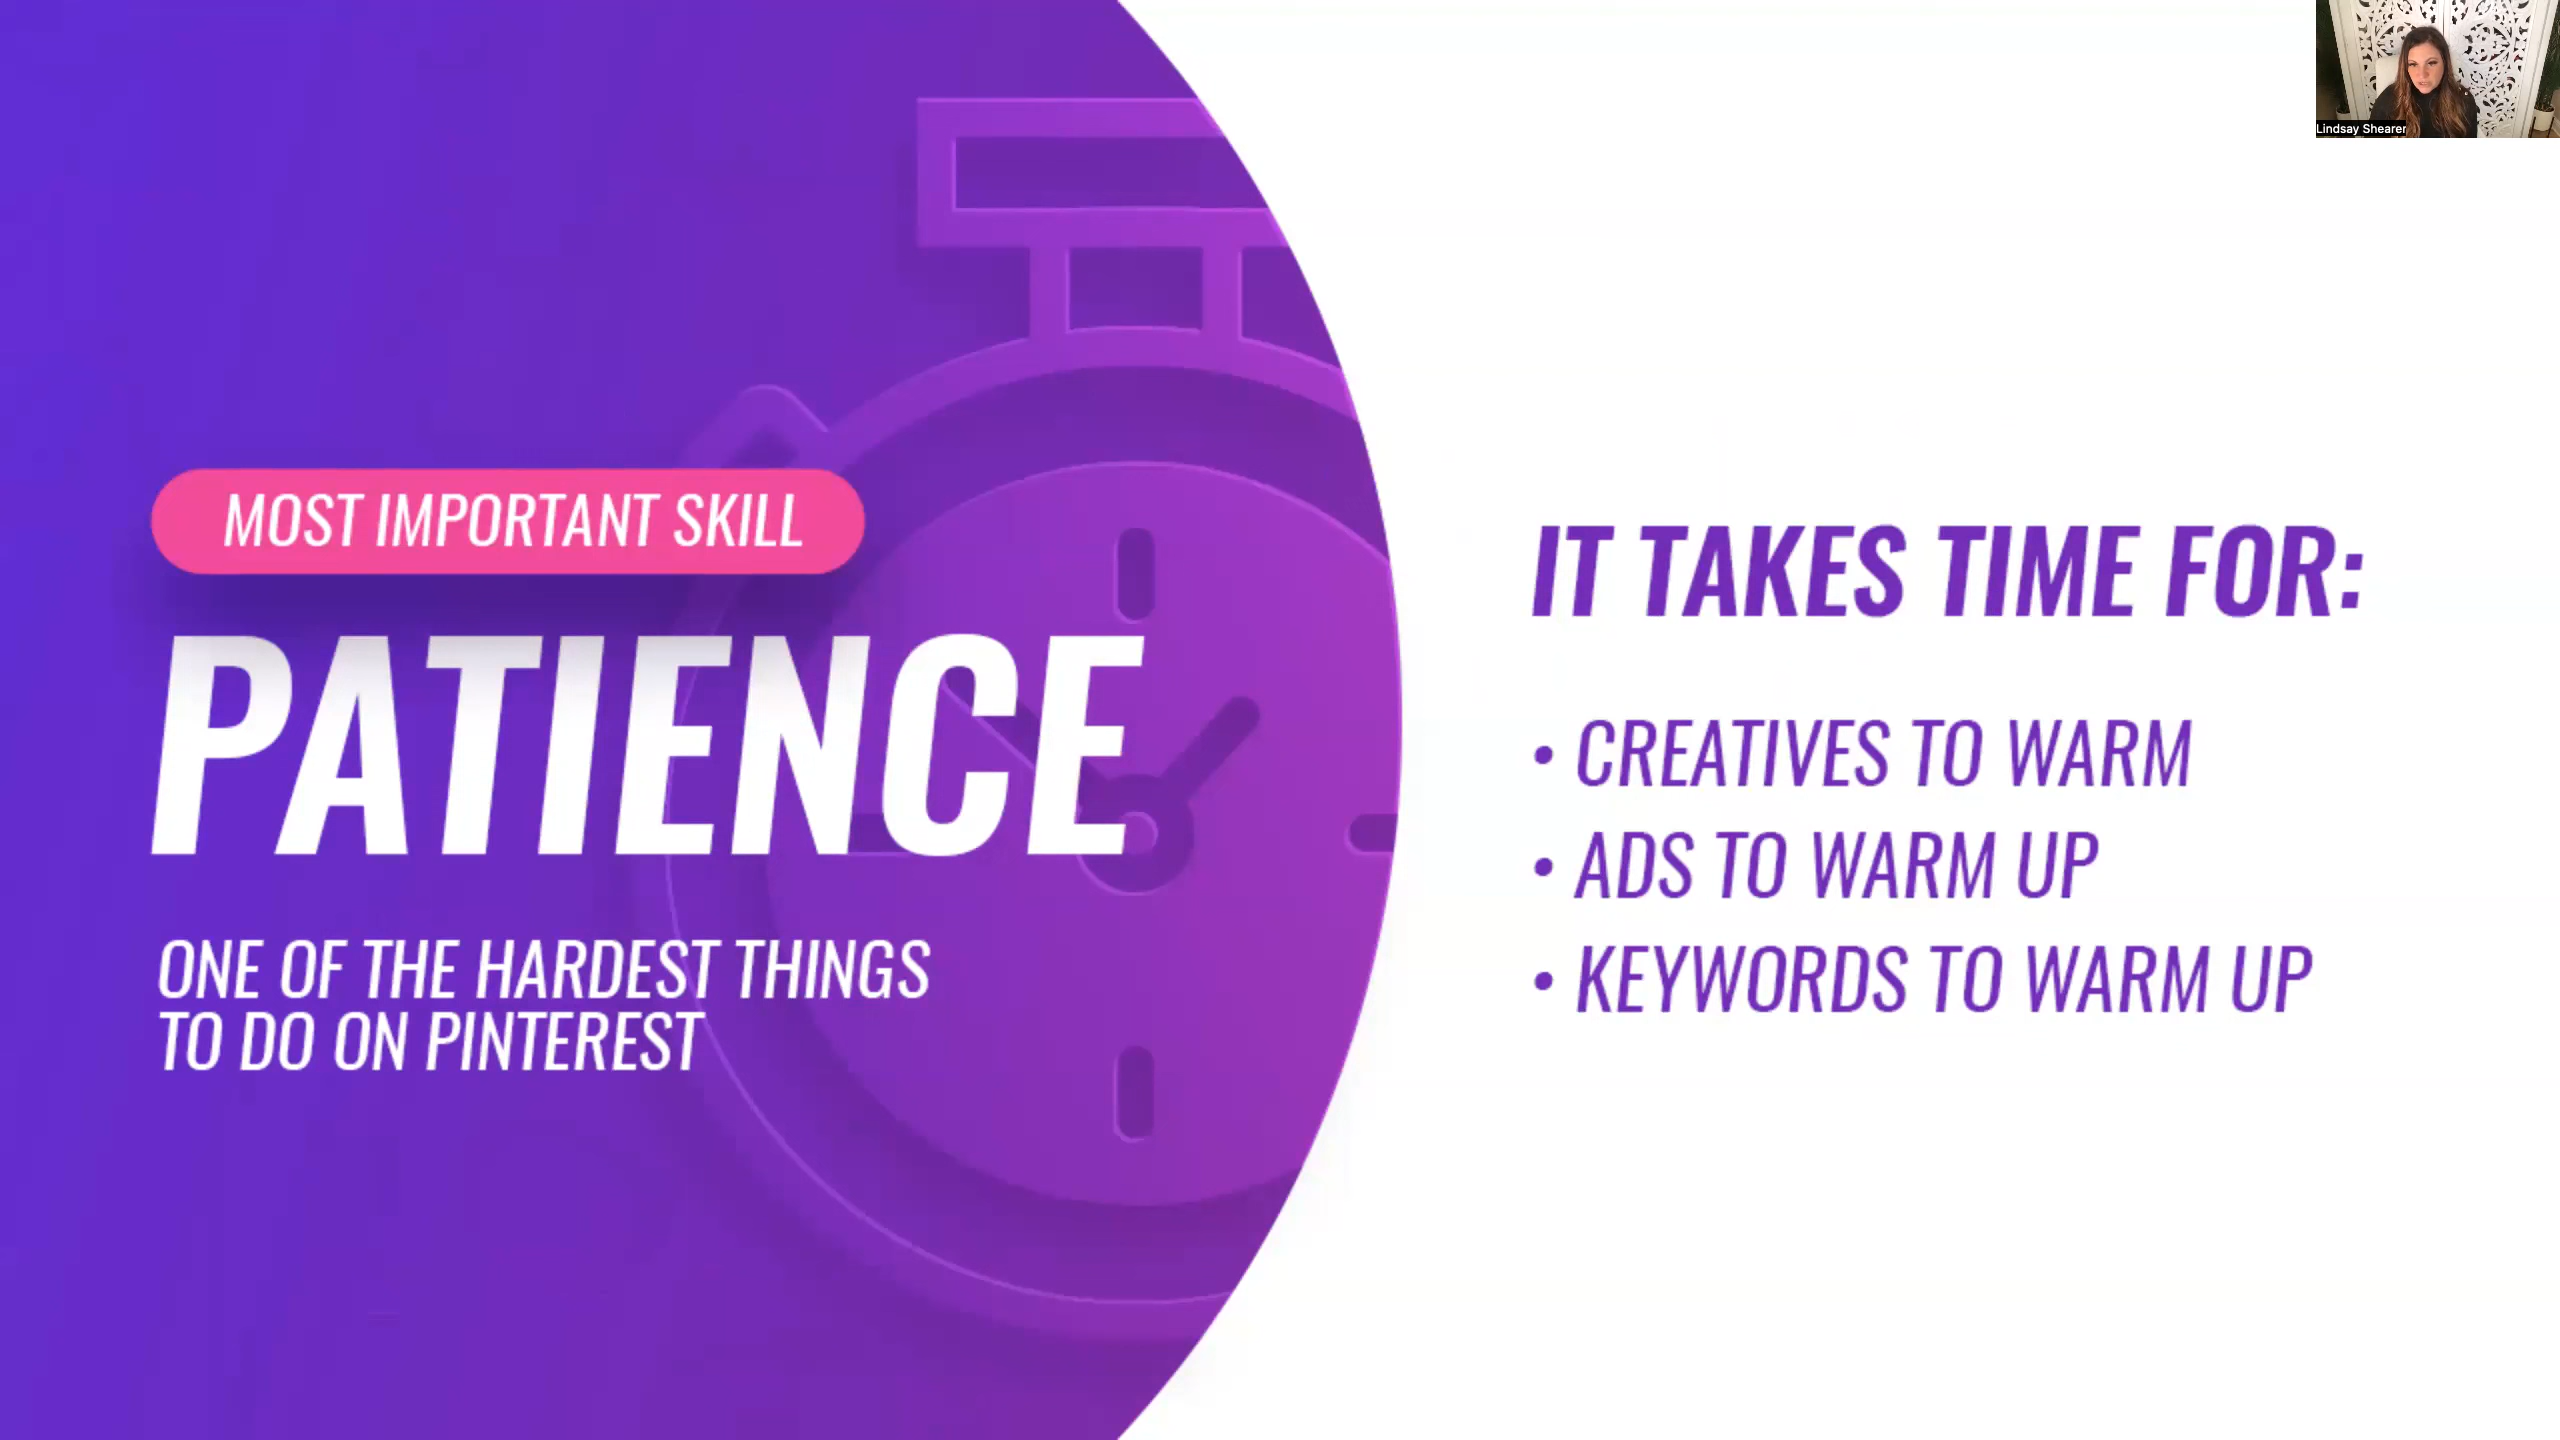 MOST IMPORTANT SKILL
PATIENCE
ONE OF THE HARDEST THINGS
TO DO ON PINTEREST
IT TAKES TIME FOR:
• CREATIVES TO WARM
• ADS TO WARM UP
• KEYWORDS TO WARM UP
Lindsay Shearer